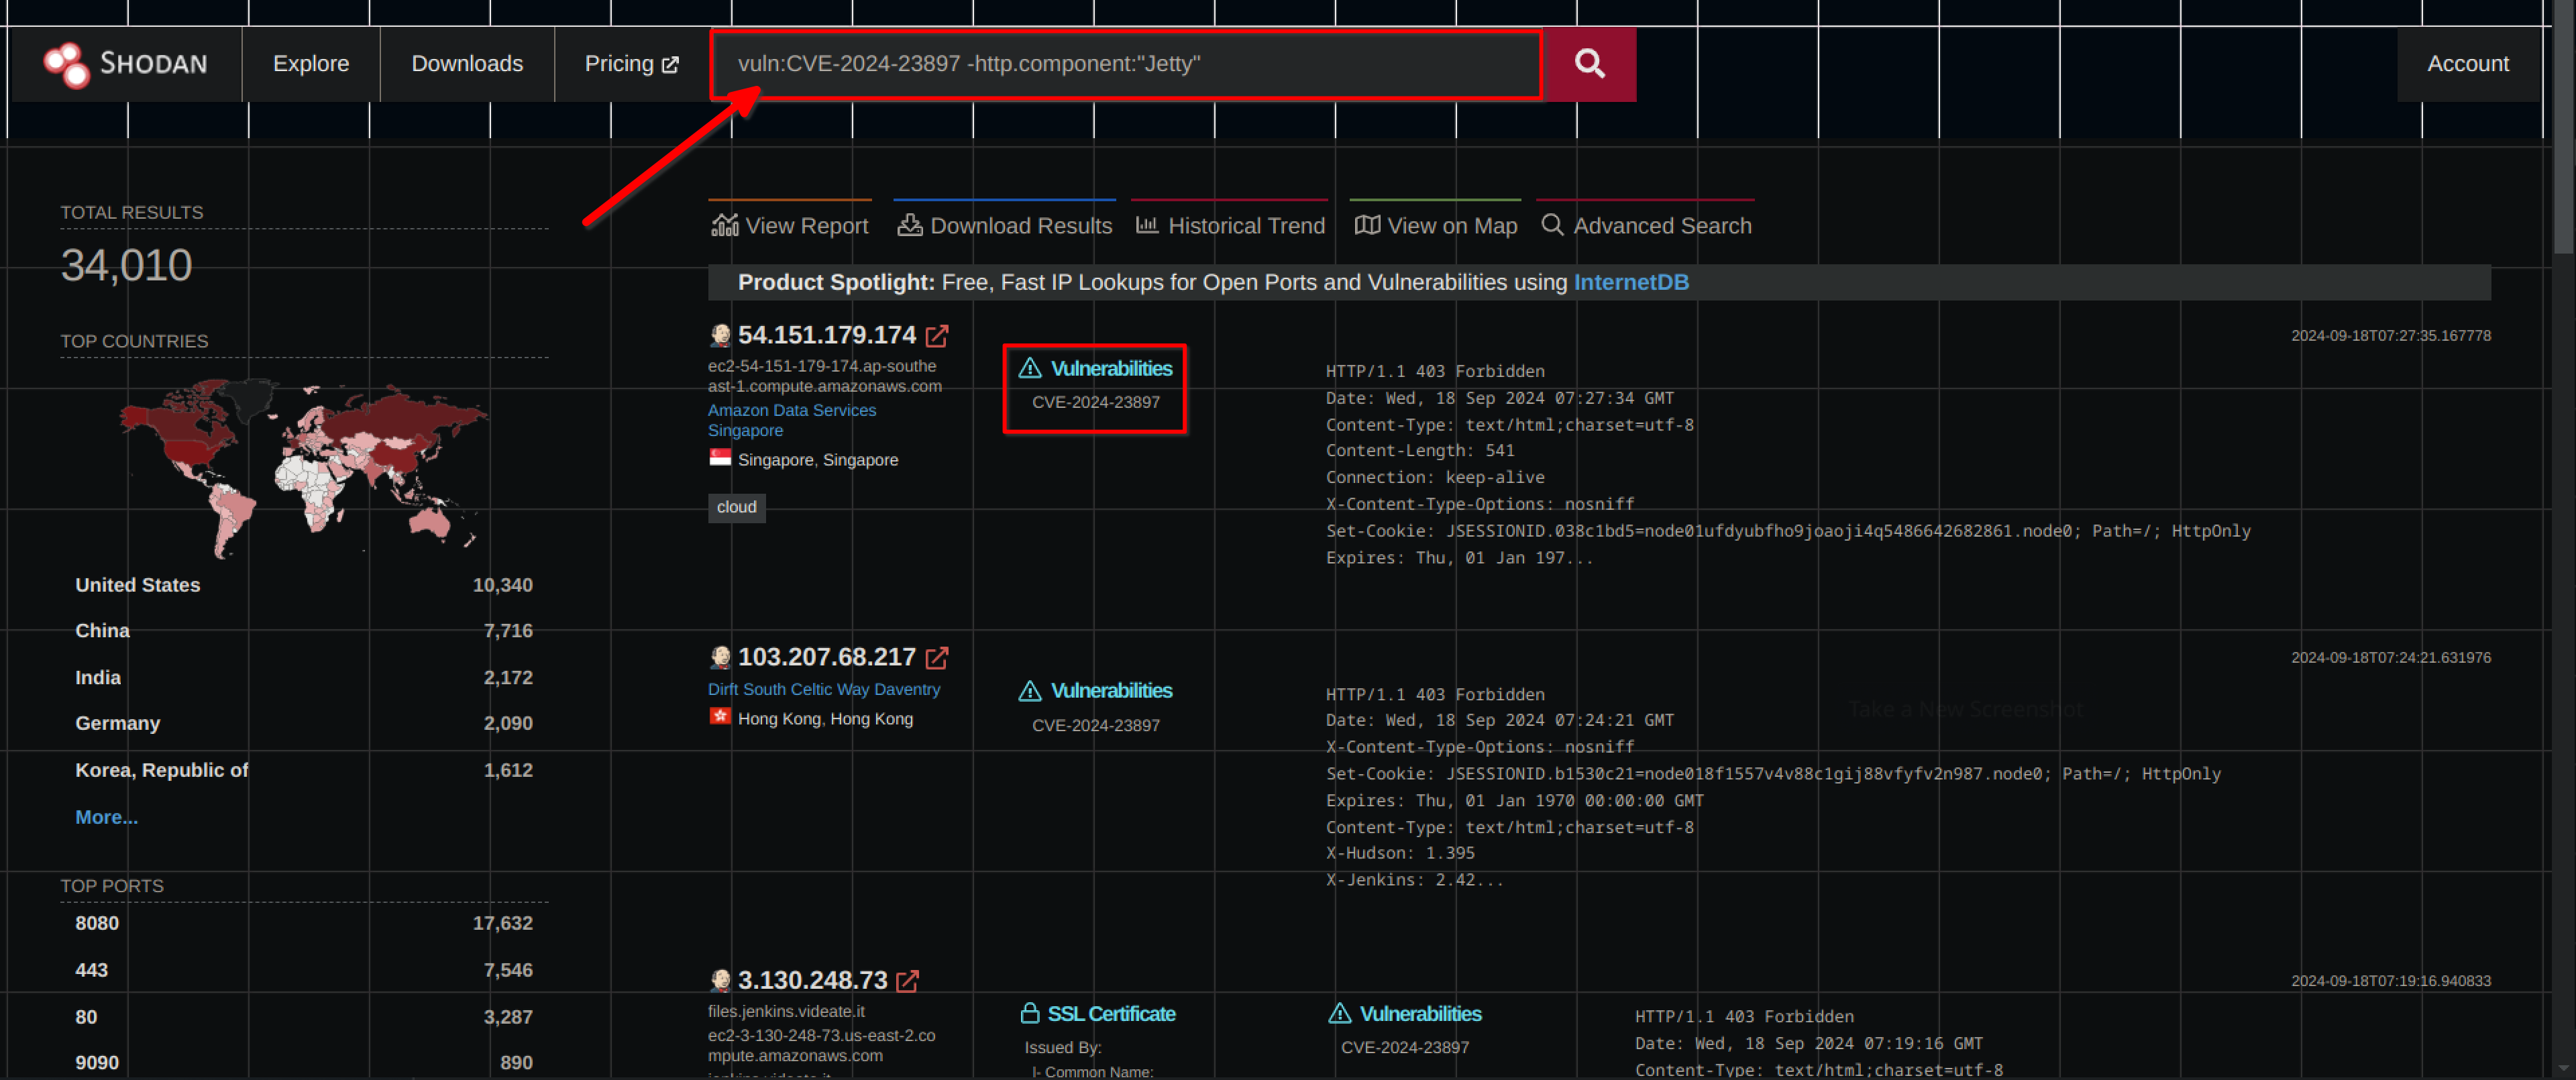 SHODAN
Explore
Downloads
Pricing
vuln:CVE-2024-23897 -http.component:"Jetty"
Account
TOTAL RESULTS
34,010
TOP COUNTRIES
United States 10,340
China 7,716
India 2,172
Germany 2,090
Korea, Republic of 1,612
More...
TOP PORTS
8080 17,632
443 7,546
80 3,287
9090 890
View Report
Download Results
Historical Trend
View on Map
Advanced Search
Product Spotlight: Free, Fast IP Lookups for Open Ports and Vulnerabilities using InternetDB
54.151.179.174
2024-09-18T07:27:35.167778
ec2-54-151-179-174.ap-southe
ast-1.compute.amazonaws.com
Amazon Data Services
Singapore
Singapore, Singapore
cloud
Vulnerabilities
CVE-2024-23897
HTTP/1.1 403 Forbidden
Date: Wed, 18 Sep 2024 07:27:34 GMT
Content-Type: text/html;charset=utf-8
Content-Length: 541
Connection: keep-alive
X-Content-Type-Options: nosniff
Set-Cookie: JSESSIONID.038c1bd5=node01ufdyubfho9joaoji4q5486642682861.node0; Path=/; HttpOnly
Expires: Thu, 01 Jan 197...
103.207.68.217
2024-09-18T07:24:21.631976
Dirft South Celtic Way Daventry
Hong Kong, Hong Kong
Vulnerabilities
CVE-2024-23897
HTTP/1.1 403 Forbidden
Date: Wed, 18 Sep 2024 07:24:21 GMT
X-Content-Type-Options: nosniff
Set-Cookie: JSESSIONID.b1530c21=node018f1557v4v88c1gij88vfyfv2n987.node0; Path=/; HttpOnly
Expires: Thu, 01 Jan 1970 00:00:00 GMT
Content-Type: text/html;charset=utf-8
X-Hudson: 1.395
X-Jenkins: 2.42...
Take a New Screenshot
3.130.248.73
2024-09-18T07:19:16.940833
files.jenkins.videate.it
ec2-3-130-248-73.us-east-2.co
mpute.amazonaws.com
jenkins.videate.it
SSL Certificate
Issued By:
|- Common Name:
Vulnerabilities
CVE-2024-23897
HTTP/1.1 403 Forbidden
Date: Wed, 18 Sep 2024 07:19:16 GMT
Content-Type: text/html;charset=utf-8